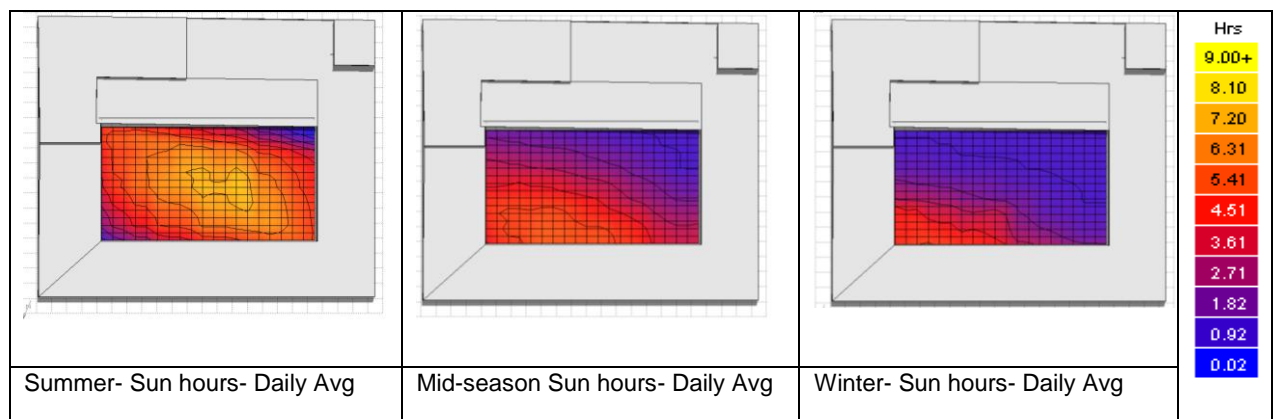 Hrs
9.00+
8.10
7.20
6.31
5.41
4.51
3.61
2.71
1.82
0.92
0.02
Summer- Sun hours- Daily Avg
Mid-season Sun hours- Daily Avg
Winter- Sun hours- Daily Avg